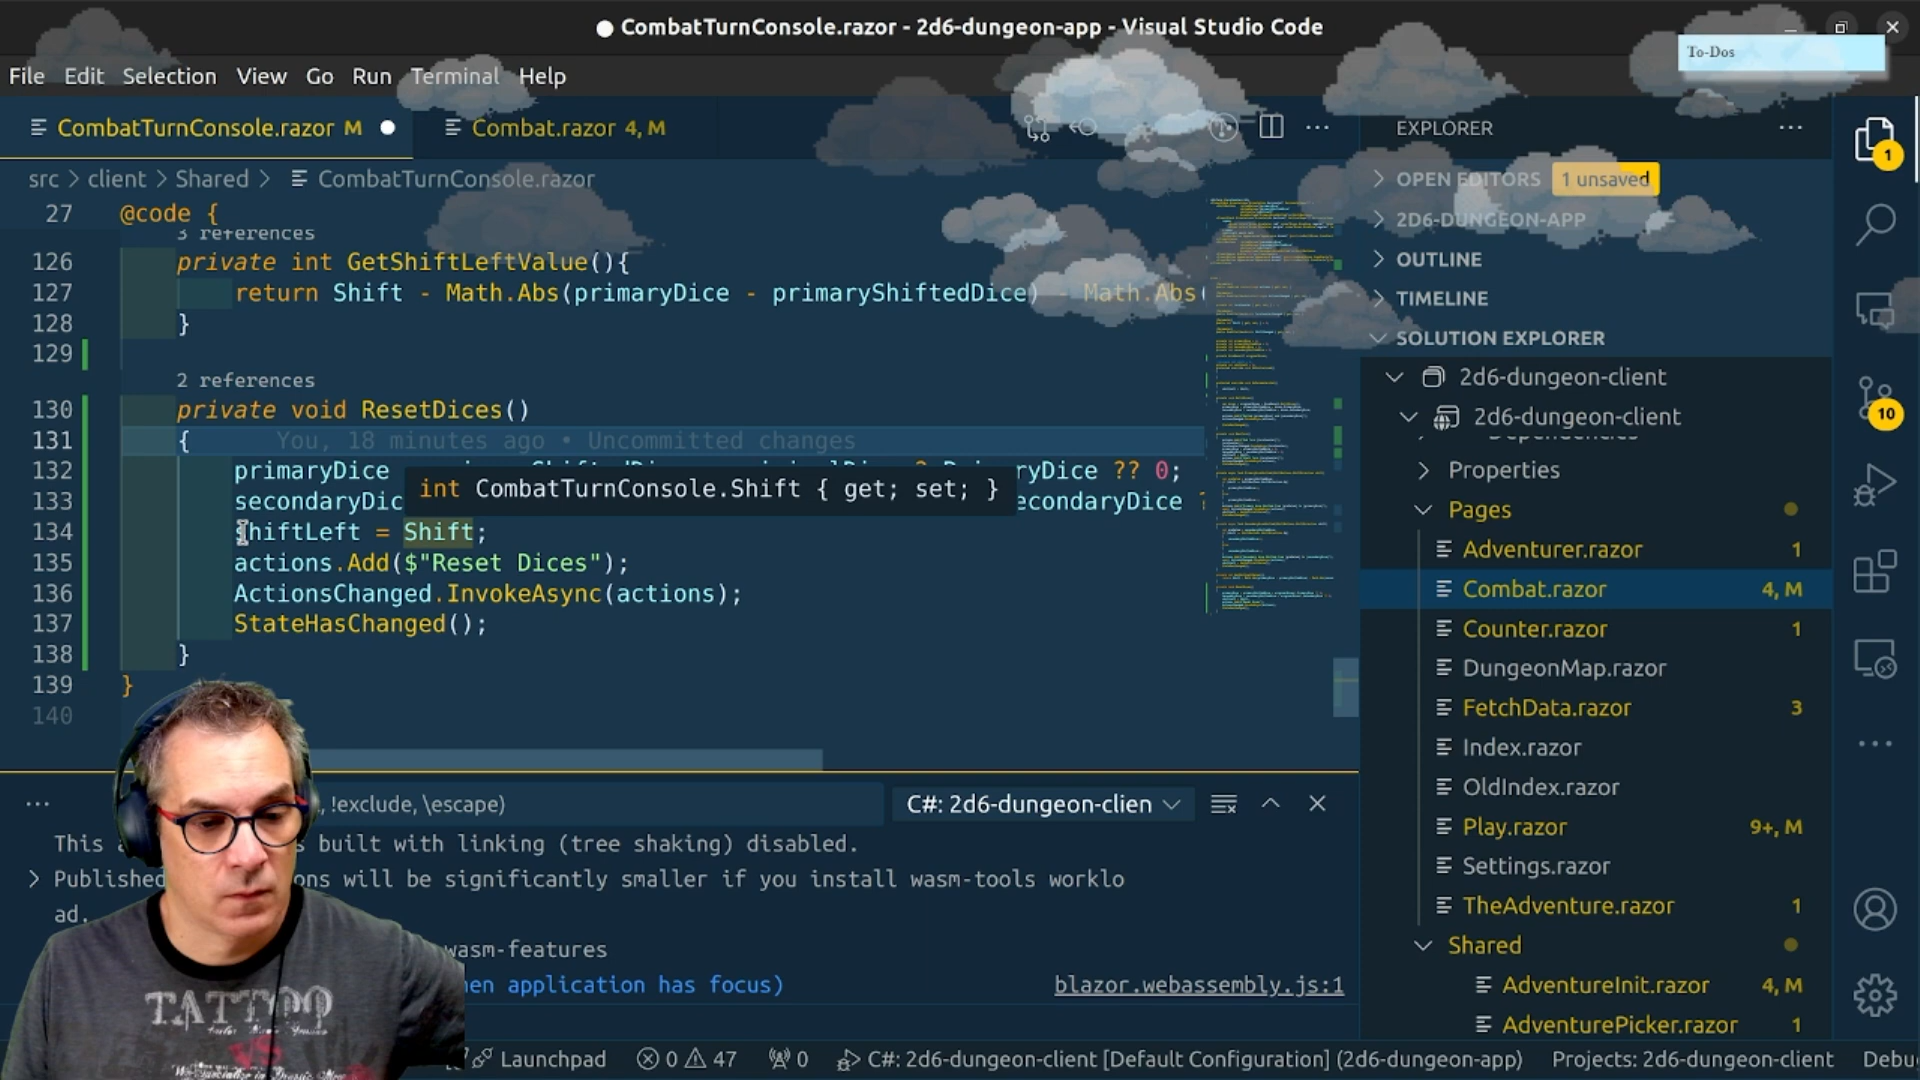 CombatTurnConsole.razor - 2d6-dungeon-app - Visual Studio Code
To-Dos
File Edit Selection View Go Run Terminal Help
CombatTurnConsole.razor M
Combat.razor 4, M
EXPLORER
src > client > Shared > CombatTurnConsole.razor
OPEN EDITORS 1 unsaved
27 @code {
2D6-DUNGEON-APP
3 references
126 private int GetShiftLeftValue(){
OUTLINE
127 return Shift - Math.Abs(primaryDice - primaryShiftedDice) - Math.Abs(
TIMELINE
128 }
SOLUTION EXPLORER
129
2d6-dungeon-client
2 references
130 private void ResetDices()
2d6-dungeon-client
Dependencies
131 { You, 18 minutes ago • Uncommitted changes
132 primaryDice ryDice ?? 0;
Properties
int CombatTurnConsole.Shift { get; set; }
133 secondaryDic econdaryDice
Pages
134 shiftLeft = Shift;
Adventurer.razor 1
135 actions.Add($"Reset Dices");
Combat.razor 4, M
136 ActionsChanged.InvokeAsync(actions);
Counter.razor 1
137 StateHasChanged();
138 }
DungeonMap.razor
139 }
FetchData.razor 3
140
Index.razor
OldIndex.razor
, !exclude, \escape)
C#: 2d6-dungeon-clien
Play.razor 9+, M
This s built with linking (tree shaking) disabled.
Settings.razor
Published ons will be significantly smaller if you install wasm-tools worklo
ad.
TheAdventure.razor 1
wasm-features
Shared
hen application has focus) blazor.webassembly.js:1
AdventureInit.razor 4, M
AdventurePicker.razor 1
1
10
TATTOO
VS
Launchpad 0 47 0 C#: 2d6-dungeon-client [Default Configuration] (2d6-dungeon-app) Projects: 2d6-dungeon-client Debu